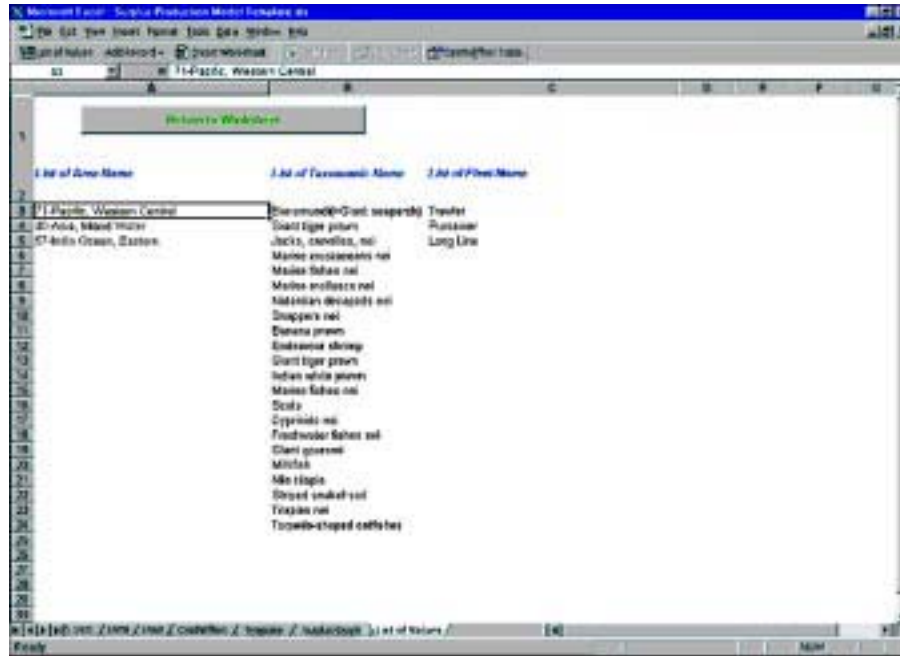 Microsoft Excel - Surplus Production Model Template.xls
File Edit View Insert Format Tools Data Window Help
71-Pacific, Western Central
A B C D E F G
Return to Worksheet
List of Area Name List of Taxonomic Name List of Fleet Name
71-Pacific, Western Central Barramundi(=Giant seaperch) Trawler
Asia, Inland Water Giant tiger prawn Purseiner
57-Indian Ocean, Eastern Jacks, crevalles, nei Long Line
Marine crustaceans nei
Marine fishes nei
Marine molluscs nei
Natantian decapods nei
Snappers nei
Banana prawn
Endeavour shrimp
Giant tiger prawn
Indian white prawn
Marine fishes nei
Scats
Cyprinids nei
Freshwater fishes nei
Giant gourami
Milkfish
Nile tilapia
Striped snakehead
Tilapias nei
Torpedo-shaped catfishes
List of Values
Ready NUM